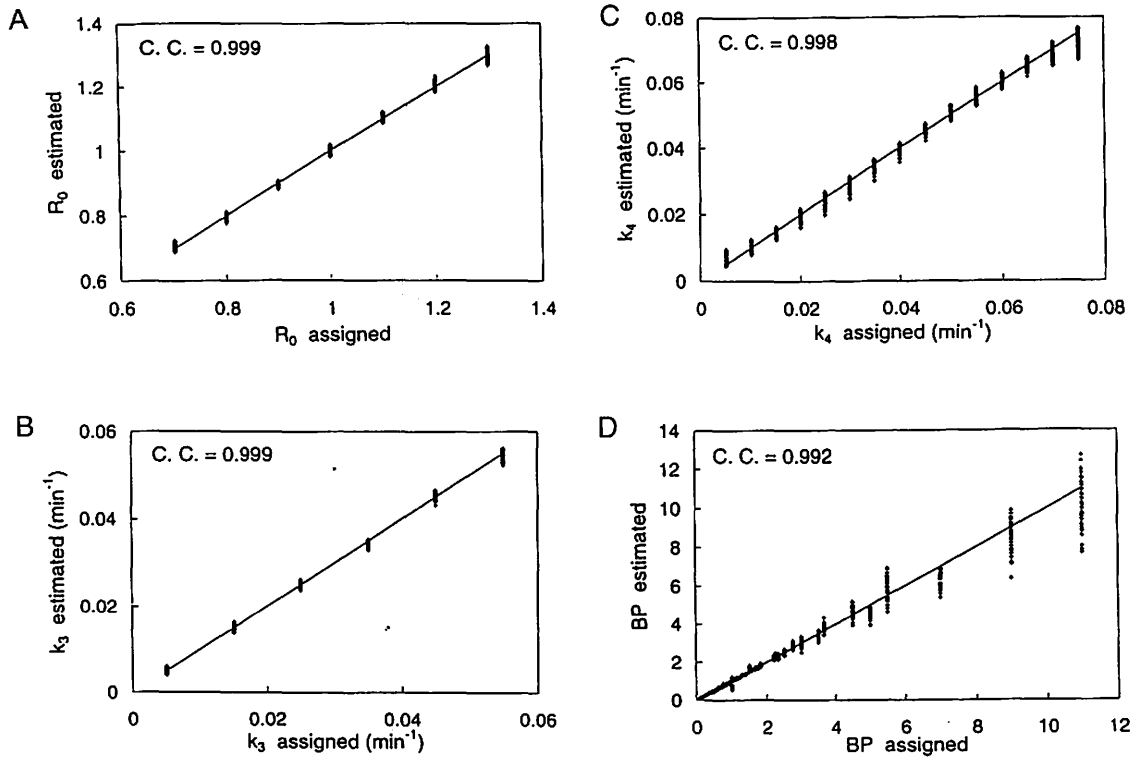 A
C. C. = 0.999
R₀ estimated
1.4
1.2
1
0.8
0.6
0.6 0.8 1 1.2 1.4
R₀ assigned
C
C. C. = 0.998
k₄ estimated (min⁻¹)
0.08
0.06
0.04
0.02
0
0 0.02 0.04 0.06 0.08
k₄ assigned (min⁻¹)
B
C. C. = 0.999
k₃ estimated (min⁻¹)
0.06
0.04
0.02
0
0 0.02 0.04 0.06
k₃ assigned (min⁻¹)
D
C. C. = 0.992
BP estimated
14
12
10
8
6
4
2
0
0 2 4 6 8 10 12
BP assigned